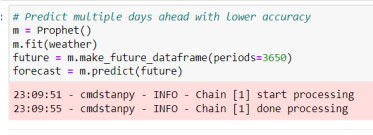 # Predict multiple days ahead with lower accuracy
m = Prophet()
m.fit(weather)
future = m.make_future_dataframe(periods=3650)
forecast = m.predict(future)
23:09:51 - cmdstanpy - INFO - Chain [1] start processing
23:09:55 - cmdstanpy - INFO - Chain [1] done processing